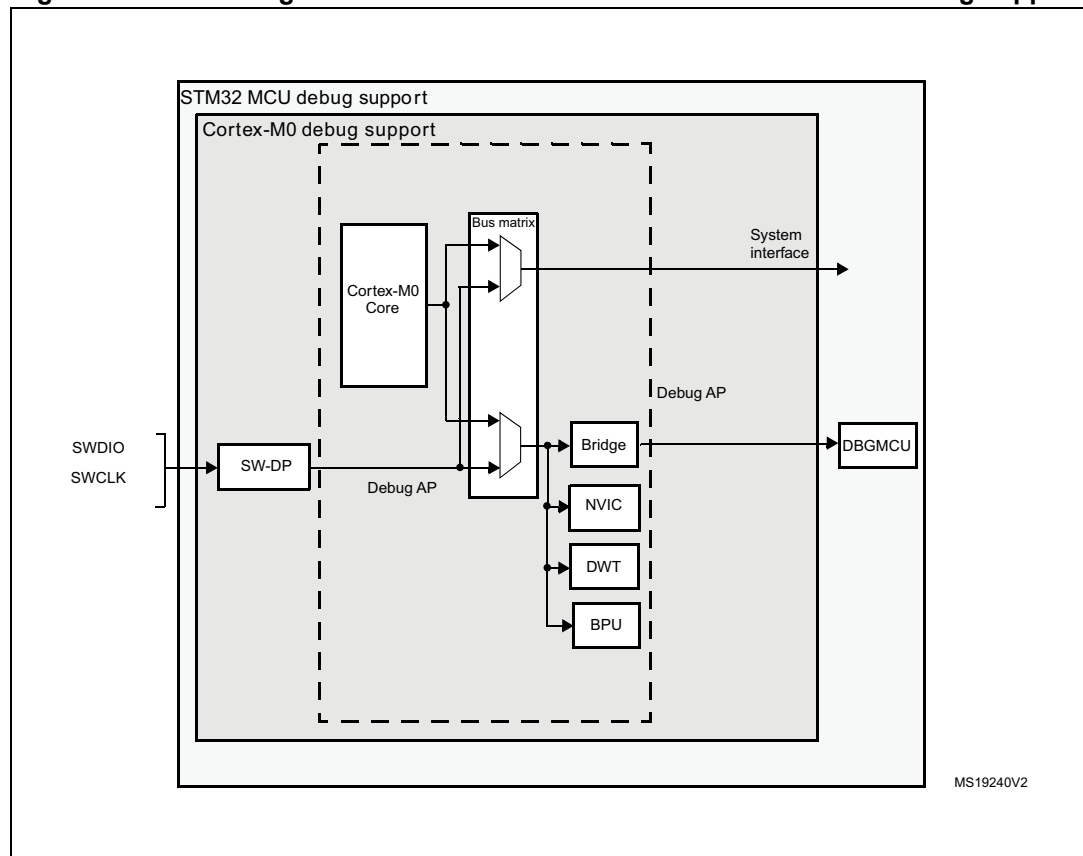 STM32 MCU debug support
Cortex-M0 debug support
Bus matrix
System
interface
Cortex-M0
Core
Debug AP
SWDIO
SWCLK
SW-DP
Debug AP
Bridge
DBGMCU
NVIC
DWT
BPU
MS19240V2